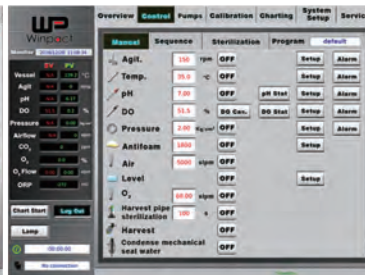 WP
Winpact
Overview Control Pumps Calibration Charting System Setup Servic
Manual Sequence Sterilization Program default
SV PV
Vessel °C
Agit
pH
DO %
Pressure
Airflow
CO₂
O₂ %
O₂ Flow
ORP
Chart Start Log Out
Lamp
00:00:00
No connection
Agit. 150 rpm OFF Setup Alarm
Temp. 35.0 °C OFF Setup Alarm
pH 7.00 OFF pH Stat Setup Alarm
DO 51.5 % DO Cas. DO Stat Setup Alarm
Pressure 2.00 Kg/cm² OFF Setup Alarm
Antifoam 1800 OFF Setup
Air 5000 slpm OFF
Level OFF Setup
O₂ 60.00 slpm OFF
Harvest pipe sterilization 100 s OFF
Harvest OFF
Condense mechanical seal water OFF